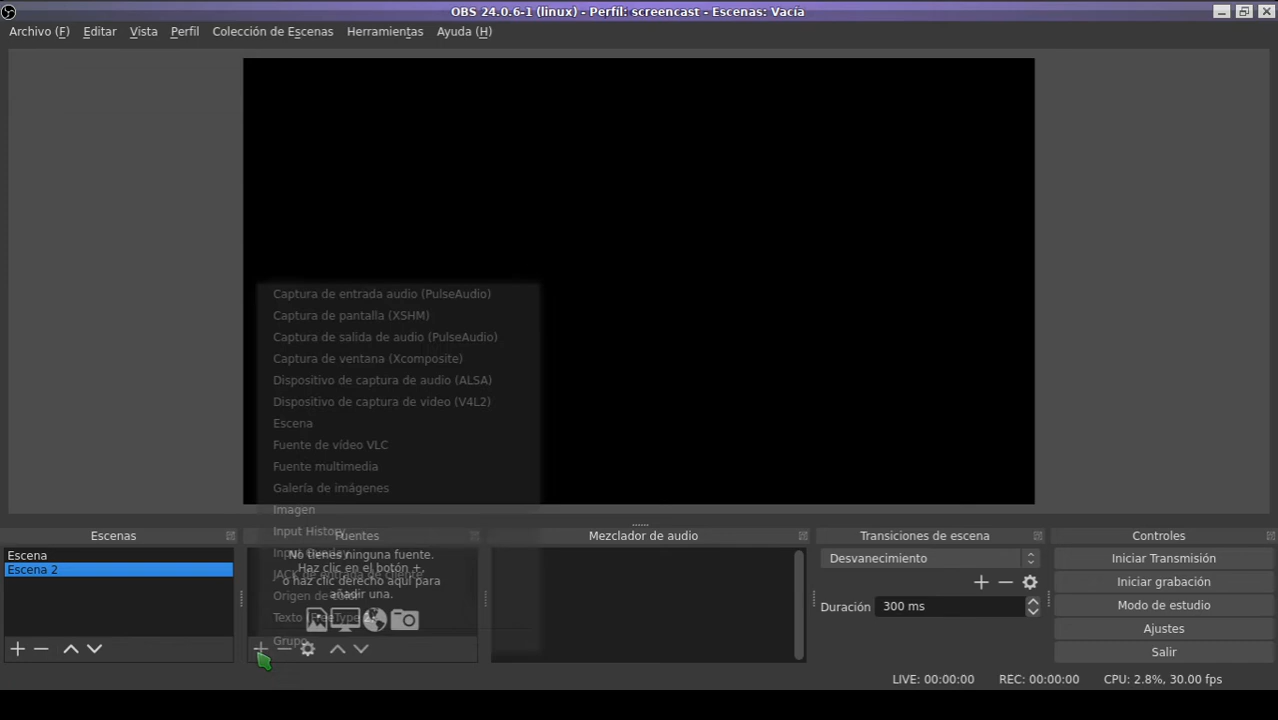 OBS 24.0.6-1 (linux) - Perfil: screencast - Escenas: Vacía
Archivo (F) Editar Vista Perfil Colección de Escenas Herramientas Ayuda (H)
Captura de entrada audio (PulseAudio)
Captura de pantalla (XSHM)
Captura de salida de audio (PulseAudio)
Captura de ventana (Xcomposite)
Dispositivo de captura de audio (ALSA)
Dispositivo de captura de video (V4L2)
Escena
Fuente de vídeo VLC
Fuente multimedia
Galería de imágenes
Imagen
Input History
Origen de color
Grupo
Escenas
Escena
Escena 2
Fuentes
No tienes ninguna fuente.
Haz clic en el botón +,
o haz clic derecho aquí para
añadir una.
Mezclador de audio
Transiciones de escena
Desvanecimiento
Duración 300 ms
Controles
Iniciar Transmisión
Iniciar grabación
Modo de estudio
Ajustes
Salir
LIVE: 00:00:00 REC: 00:00:00 CPU: 2.8%, 30.00 fps